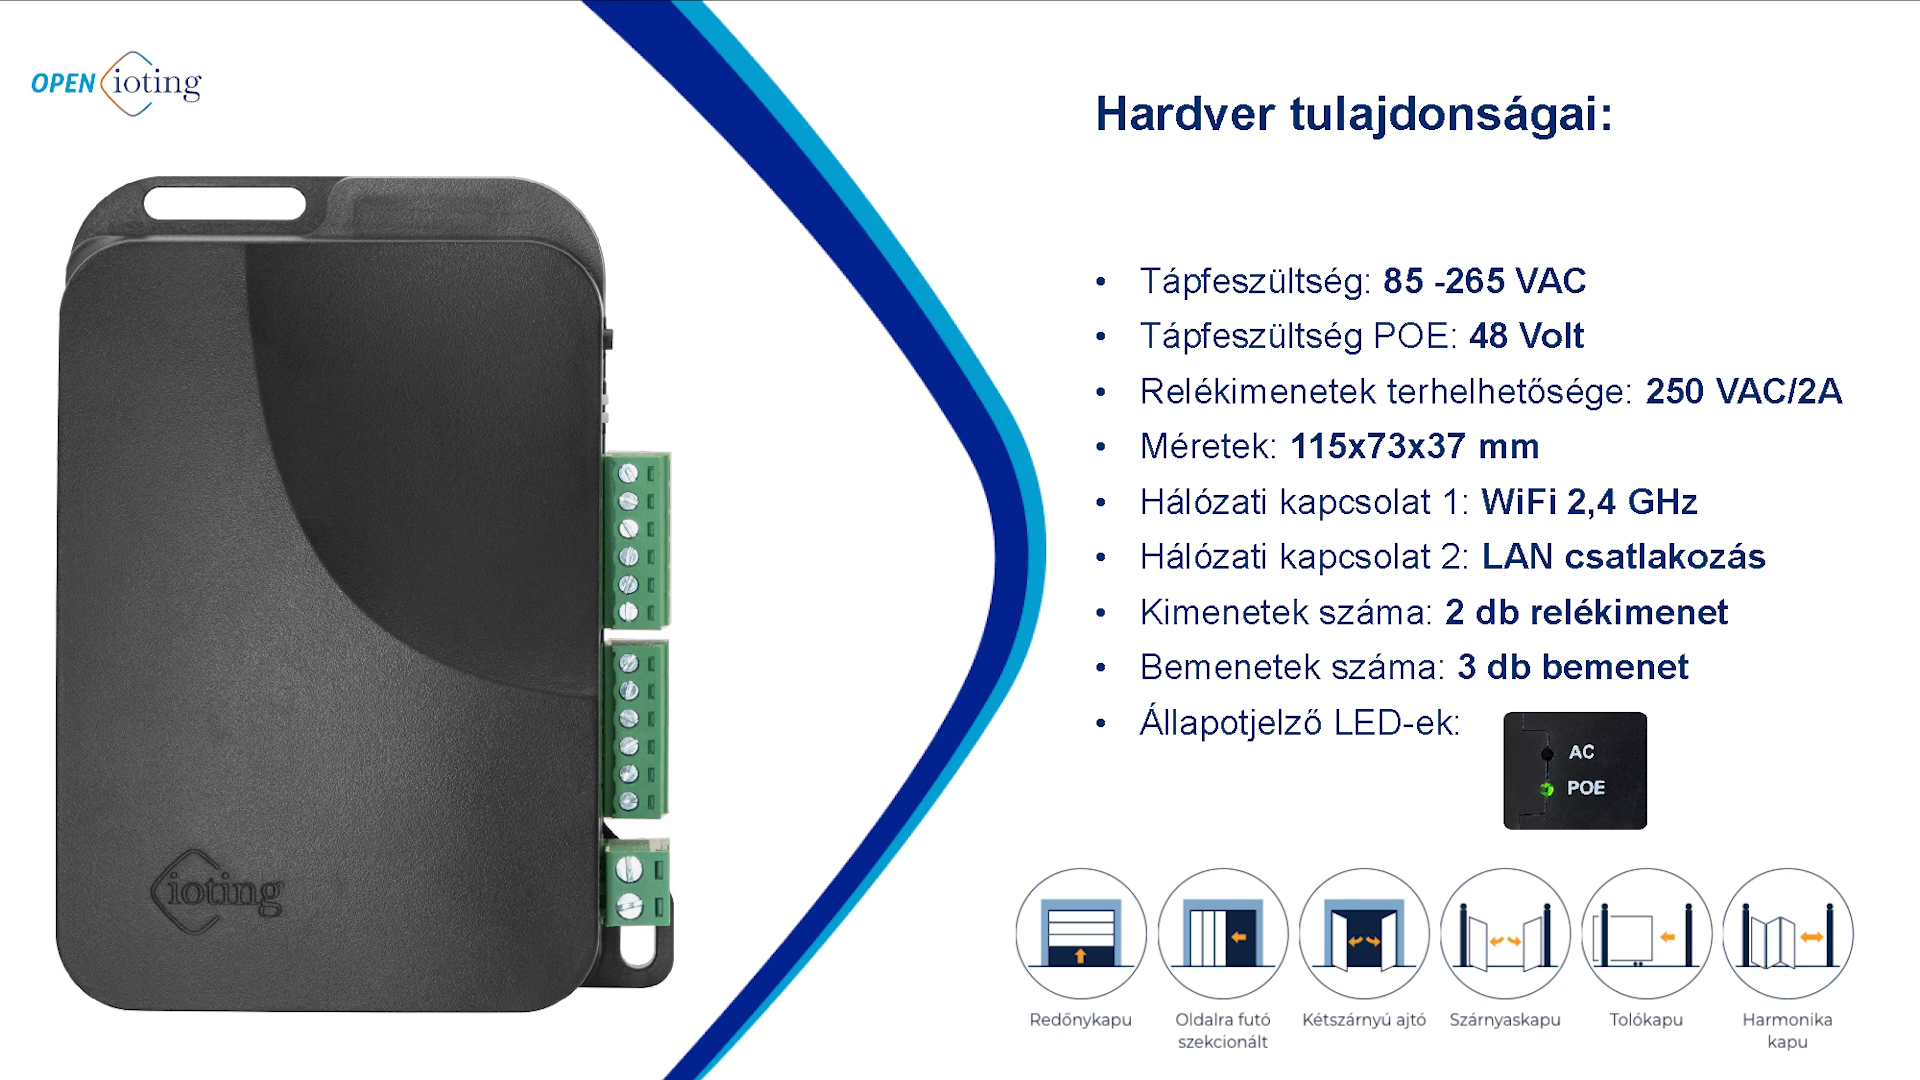 OPEN ioting
Hardver tulajdonságai:
• Tápfeszültség: 85 -265 VAC
• Tápfeszültség POE: 48 Volt
• Relékimenetek terhelhetősége: 250 VAC/2A
• Méretek: 115x73x37 mm
• Hálózati kapcsolat 1: WiFi 2,4 GHz
• Hálózati kapcsolat 2: LAN csatlakozás
• Kimenetek száma: 2 db relékimenet
• Bemenetek száma: 3 db bemenet
• Állapotjelző LED-ek:
AC
POE
ioting
Redőnykapu
Oldalra futó
szekcionált
Kétszárnyú ajtó
Szárnyaskapu
Tolókapu
Harmonika
kapu